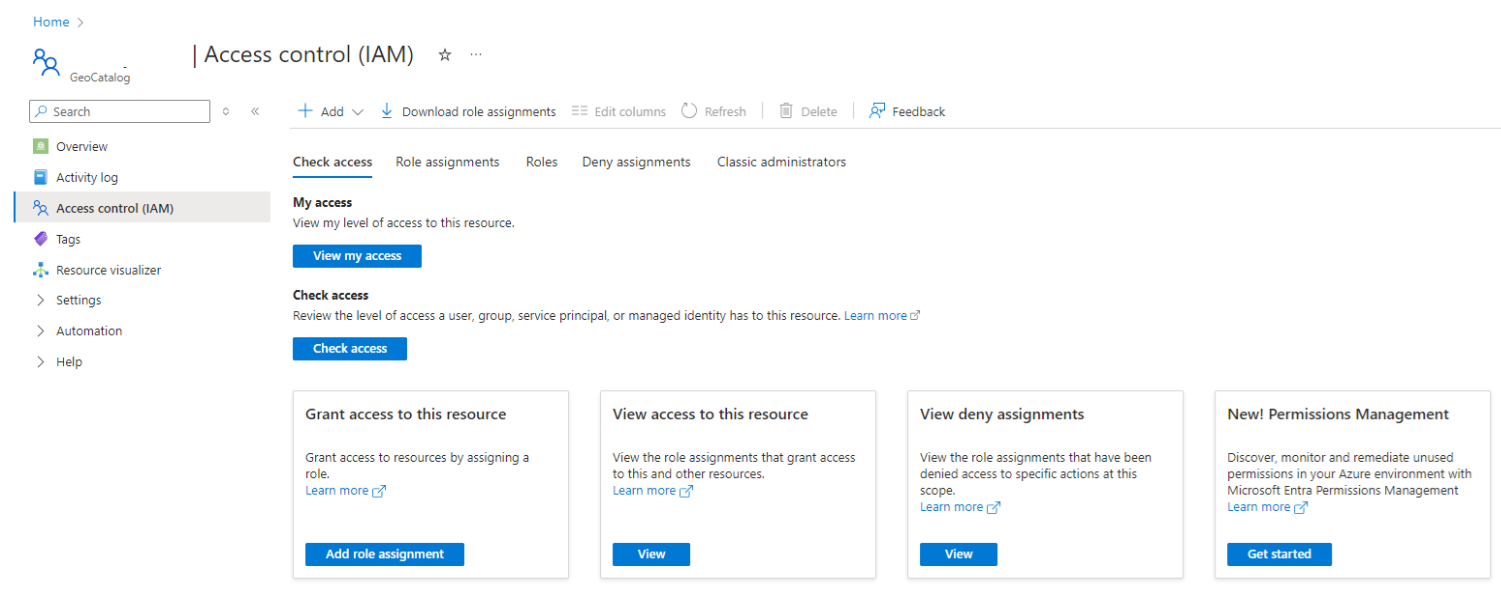 Home >
| Access control (IAM) ☆ ···
GeoCatalog
Search
Overview
Activity log
Access control (IAM)
Tags
Resource visualizer
Settings
Automation
Help
Add Download role assignments Edit columns Refresh Delete Feedback
Check access Role assignments Roles Deny assignments Classic administrators
My access
View my level of access to this resource.
View my access
Check access
Review the level of access a user, group, service principal, or managed identity has to this resource. Learn more
Check access
Grant access to this resource
Grant access to resources by assigning a
role.
Learn more
Add role assignment
View access to this resource
View the role assignments that grant access
to this and other resources.
Learn more
View
View deny assignments
View the role assignments that have been
denied access to specific actions at this
scope.
Learn more
View
New! Permissions Management
Discover, monitor and remediate unused
permissions in your Azure environment with
Microsoft Entra Permissions Management
Learn more
Get started